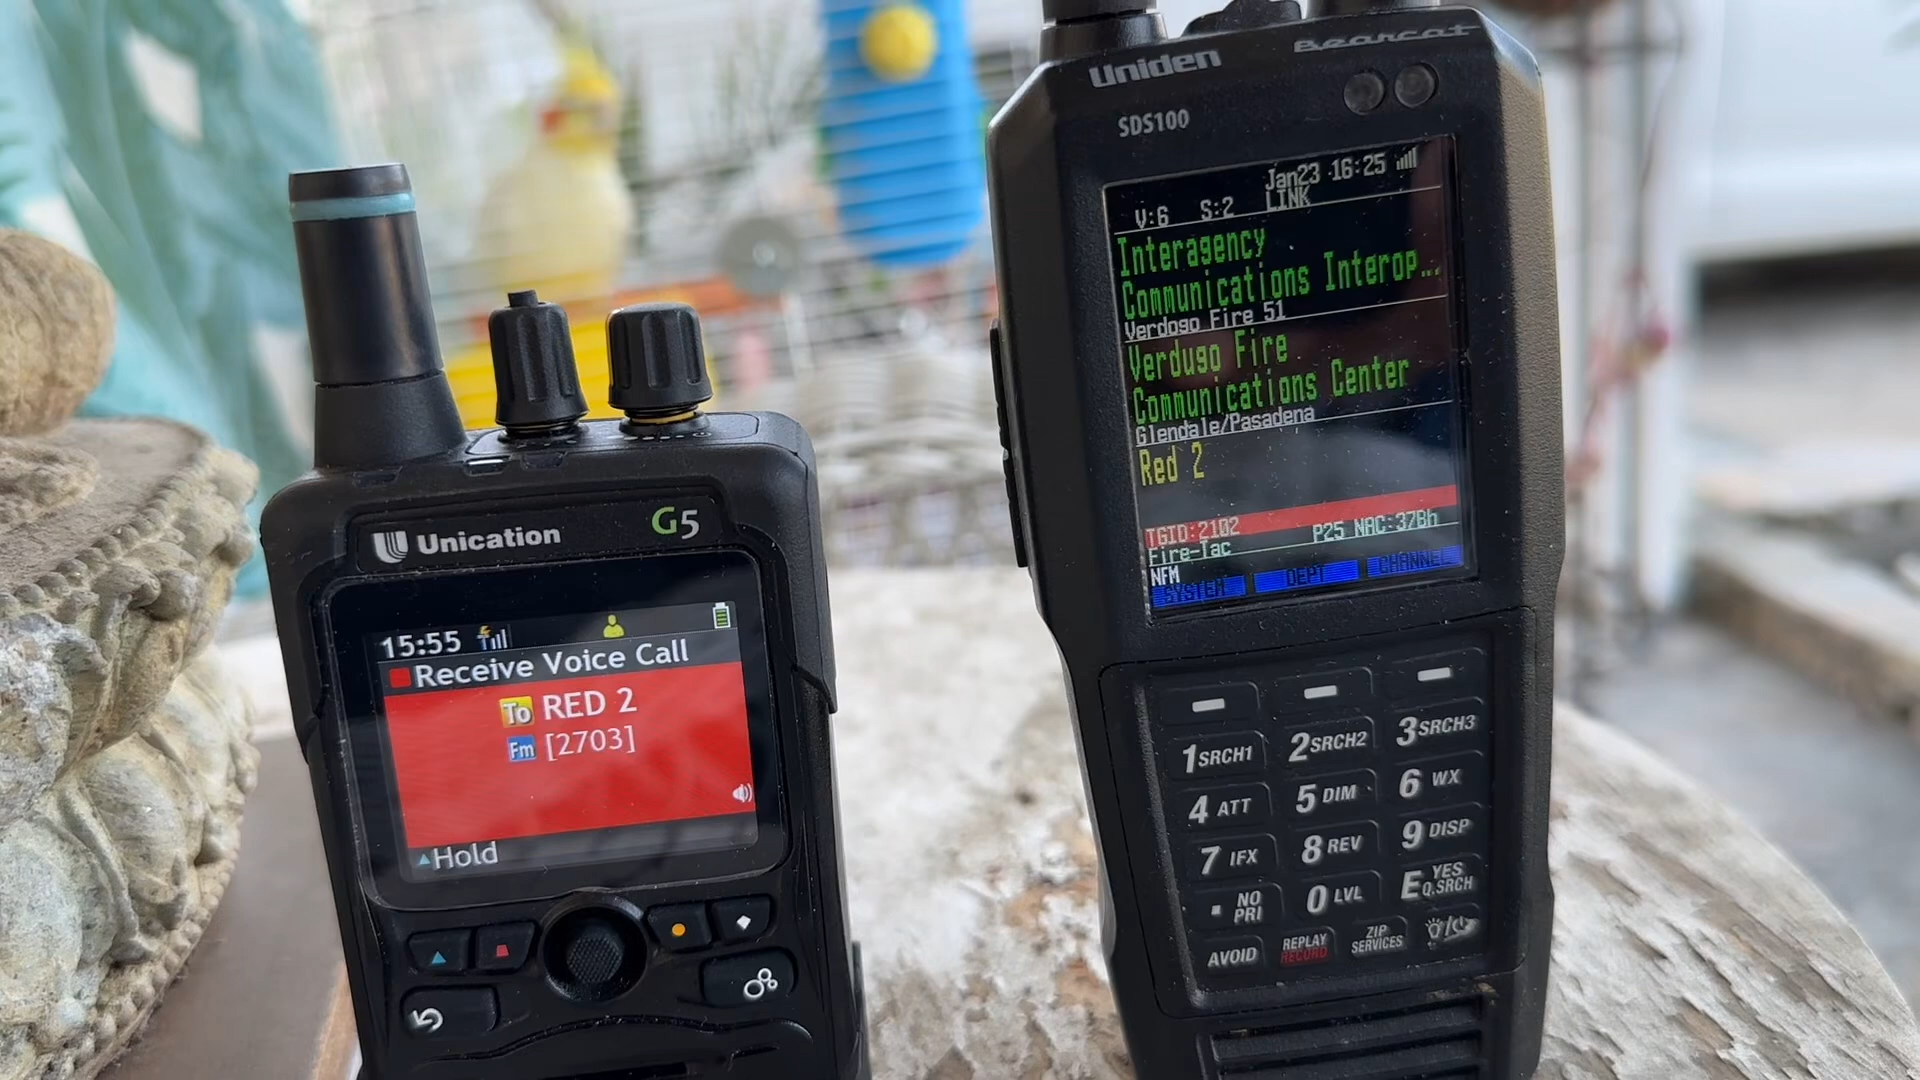 Unication G5
15:55
Receive Voice Call
To RED 2
Fm [2703]
Hold
Uniden Bearcat
SDS100
Jan23 16:25
V:6 S:2 LINK
Interagency
Communications Interop...
Verdogo Fire 51
Verdugo Fire
Communications Center
Glendale/Pasadena
Red 2
TGID:2102
P25 NAC:37Bh
Fire-Tac
NFM
SYSTEM DEPT CHANNEL
1 SRCH1 2 SRCH2 3 SRCH3
4 ATT 5 DIM 6 WX
7 IFX 8 REV 9 DISP
. NO PRI 0 LVL E YES Q.SRCH
AVOID REPLAY RECORD ZIP SERVICES